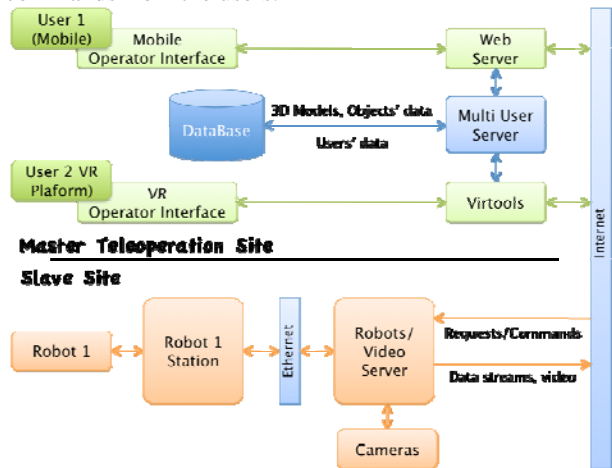 User 1
(Mobile)
Mobile
Operator Interface
Web
Server
DataBase
3D Models, Objects' data
Users' data
Multi User
Server
User 2 VR
Plaform)
VR
Operator Interface
Virtools
Internet
Master Teleoperation Site
Slave Site
Robot 1
Robot 1
Station
Ethernet
Robots/
Video
Server
Requests/Commands
Data streams, video
Cameras